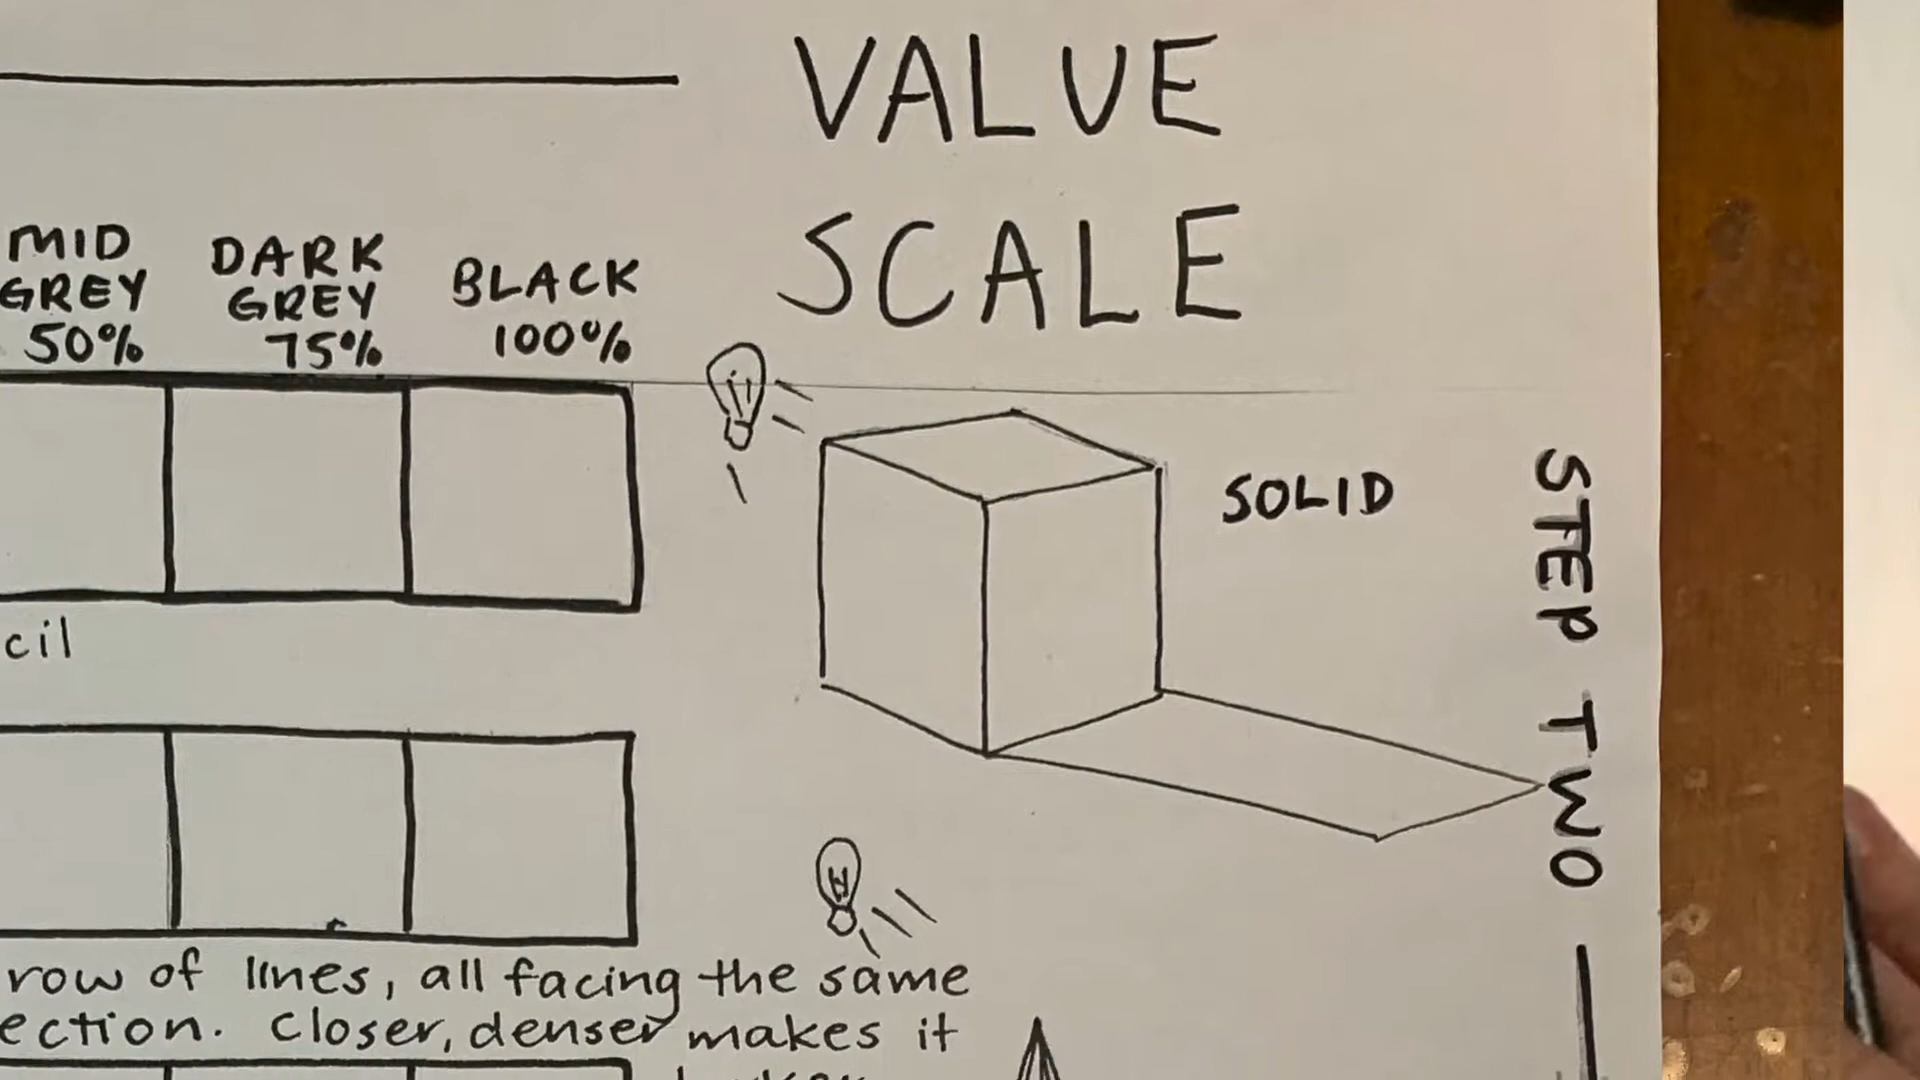 VALUE
SCALE
MID
GREY
50%
DARK
GREY
75%
BLACK
100%
SOLID
STEP TWO
cil
row of lines, all facing the same
ection. Closer, denser makes it